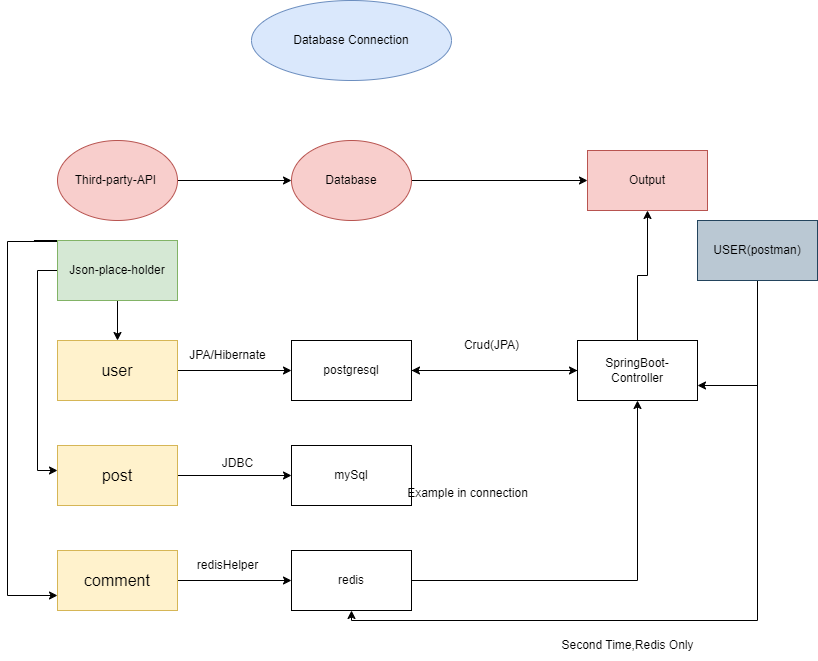 Database Connection
Third-party-API
Database
Output
USER(postman)
Json-place-holder
user
JPA/Hibernate
postgresql
Crud(JPA)
SpringBoot-
Controller
post
JDBC
mySql
Example in connection
comment
redisHelper
redis
Second Time,Redis Only